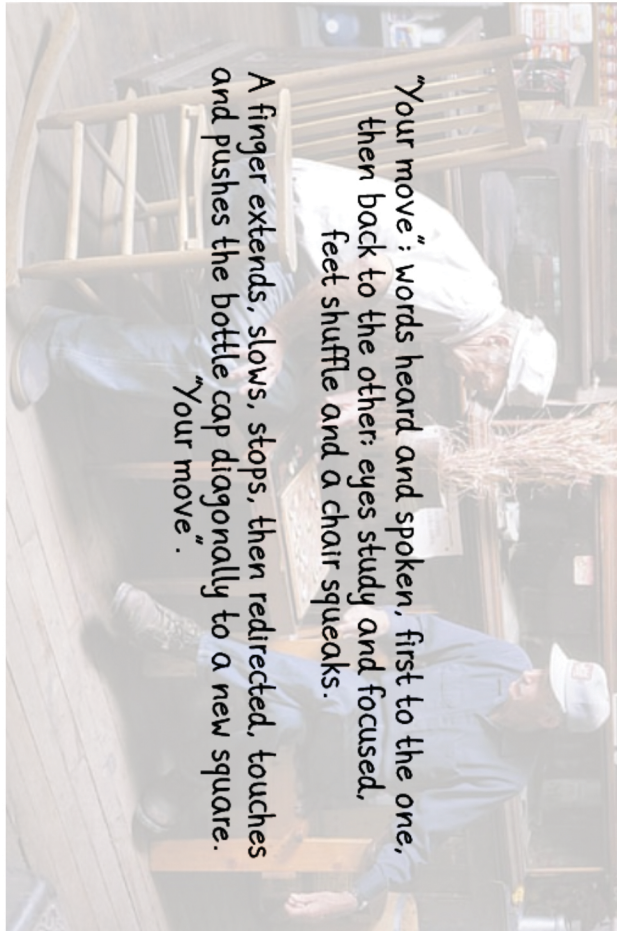 "Your move"; words heard and spoken, first to the one,
then back to the other; eyes study and focused,
feet shuffle and a chair squeaks.
A finger extends, slows, stops, then redirected, touches
and pushes the bottle cap diagonally to a new square.
"Your move".